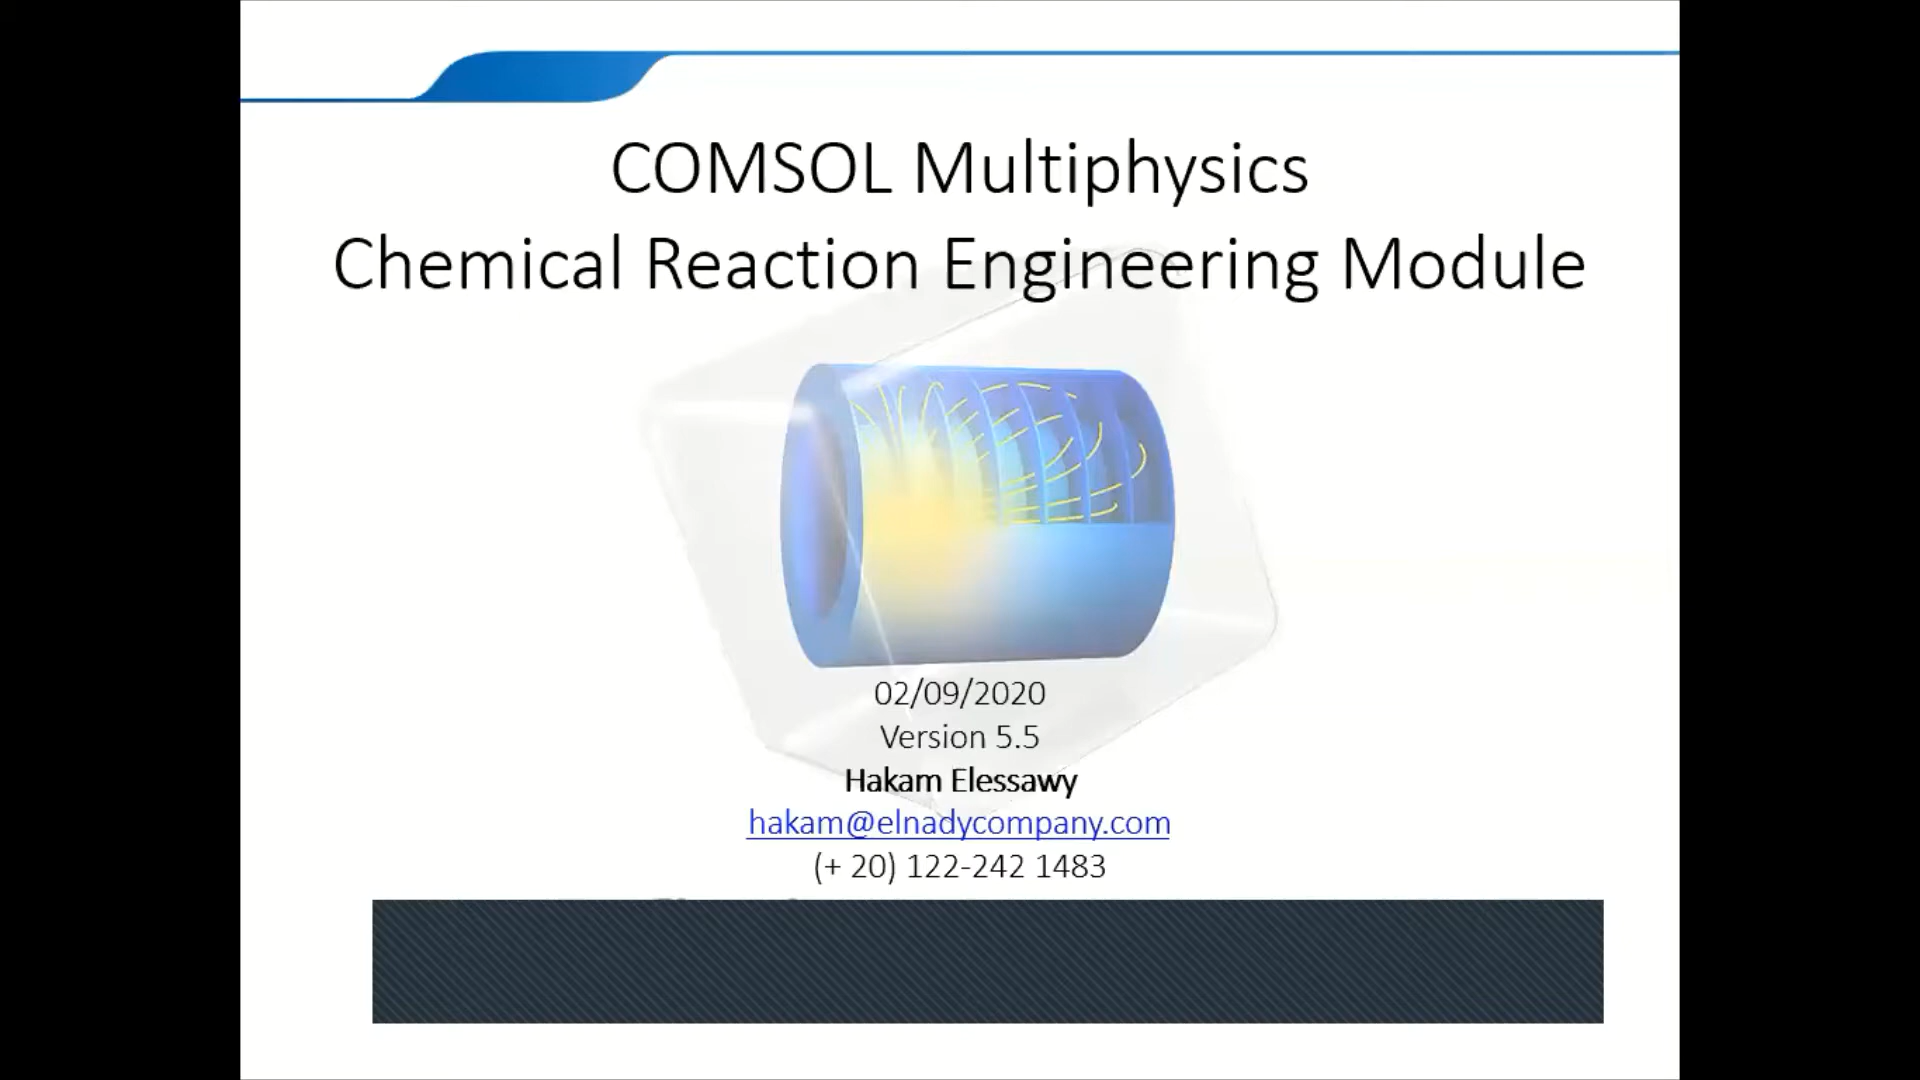 COMSOL Multiphysics
Chemical Reaction Engineering Module
02/09/2020
Version 5.5
Hakam Elessawy
hakam@elnadycompany.com
(+ 20) 122-242 1483